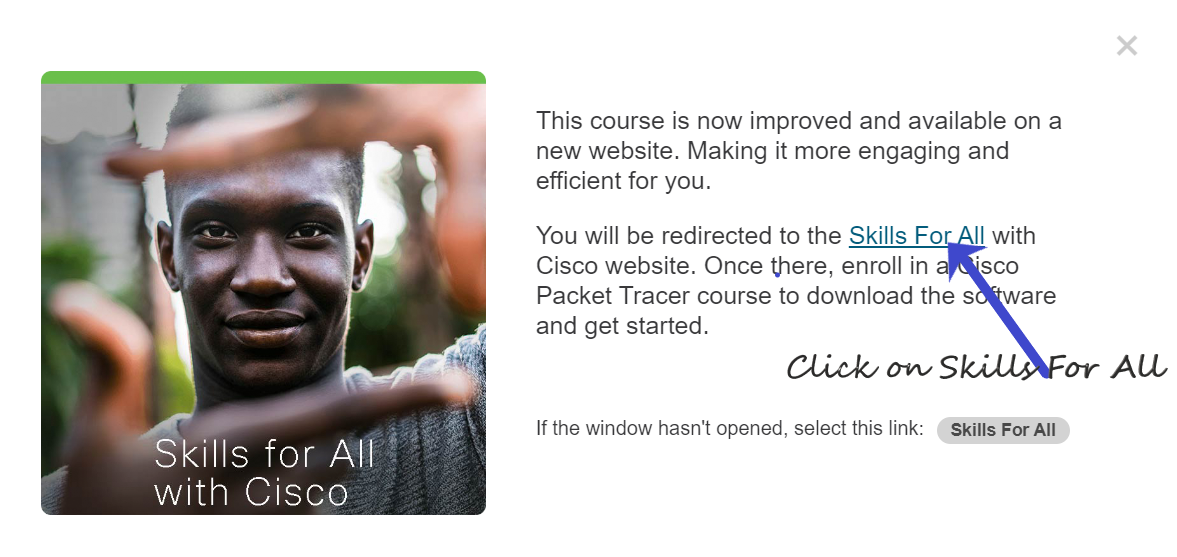 This course is now improved and available on a
new website. Making it more engaging and
efficient for you.
You will be redirected to the Skills For All with
Cisco website. Once there, enroll in a Cisco
Packet Tracer course to download the software
and get started.
Click on Skills For All
If the window hasn't opened, select this link: Skills For All
Skills for All
with Cisco